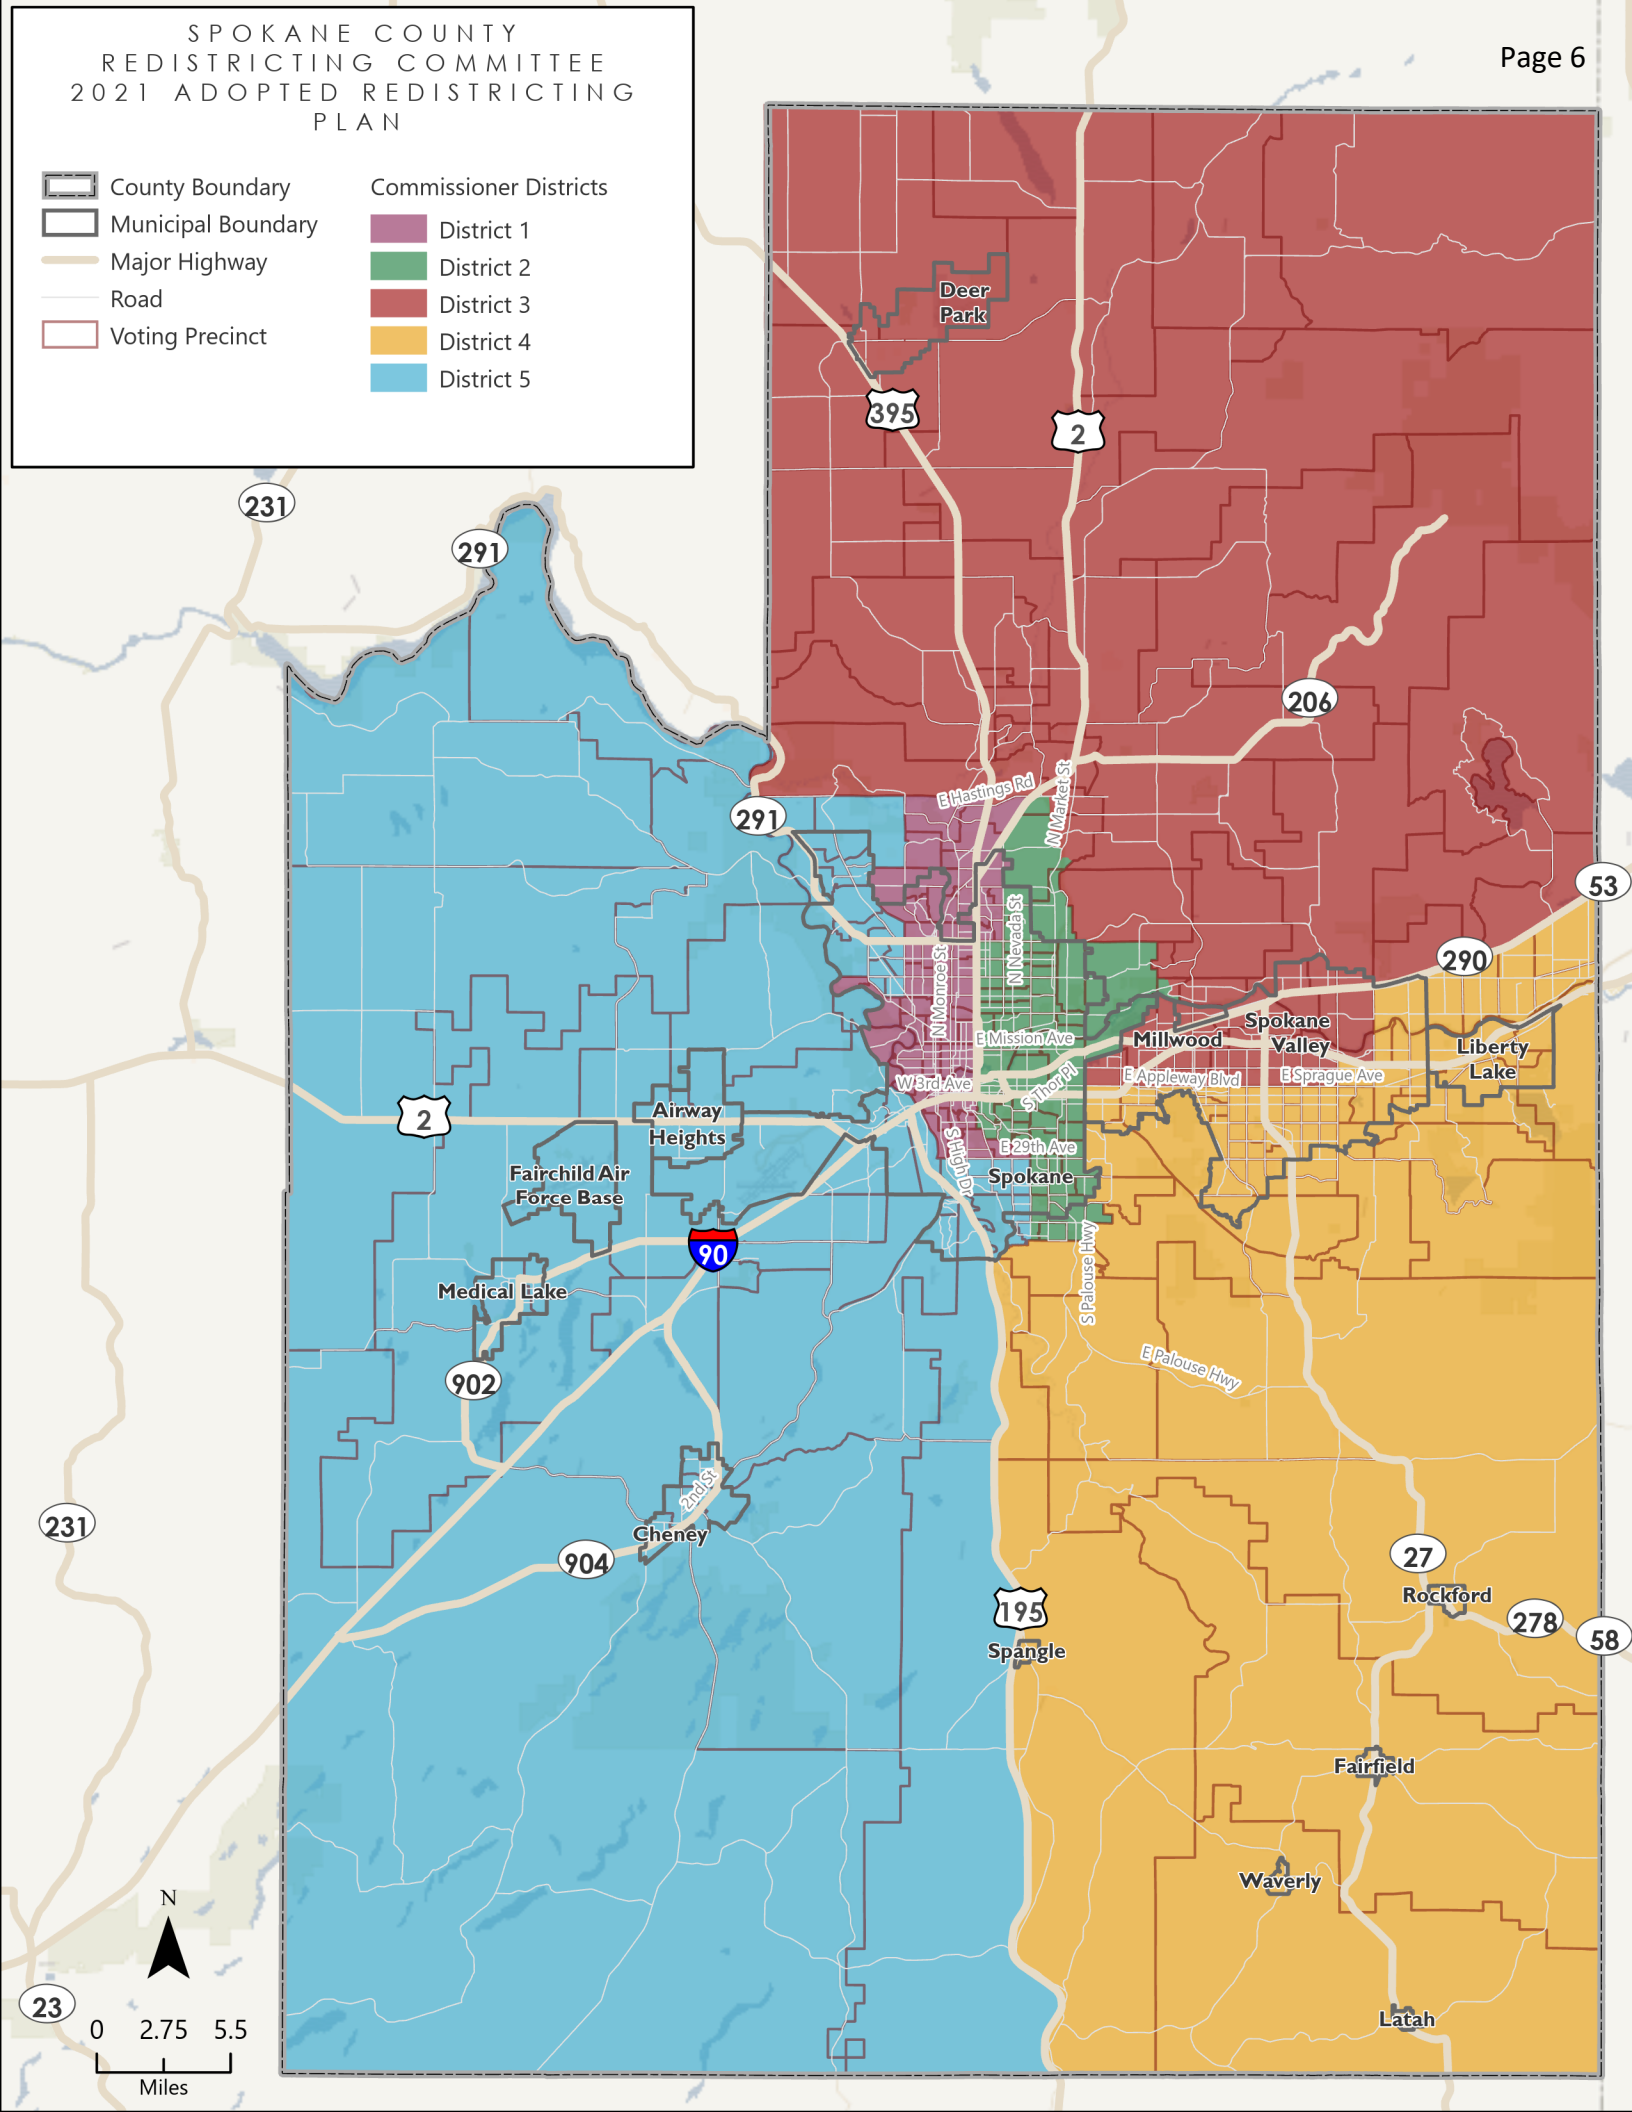 SPOKANE COUNTY
REDISTRICTING COMMITTEE
2021 ADOPTED REDISTRICTING
PLAN
County Boundary
Municipal Boundary
Major Highway
Road
Voting Precinct
Commissioner Districts
District 1
District 2
District 3
District 4
District 5
Page 6
Deer
Park
395
2
231
291
206
E Hastings Rd
N Market St
291
53
290
N Nevada St
N Monroe St
Spokane
Valley
E Mission Ave
Millwood
Liberty
Lake
W 3rd Ave
S Thor Pl
E Appleway Blvd
E Sprague Ave
2
Airway
Heights
E 29th Ave
S High Dr
Spokane
Fairchild Air
Force Base
90
S Palouse Hwy
Medical Lake
E Palouse Hwy
902
2nd St
231
Cheney
904
27
Rockford
195
278
58
Spangle
Fairfield
Waverly
N
23
Latah
0 2.75 5.5
Miles